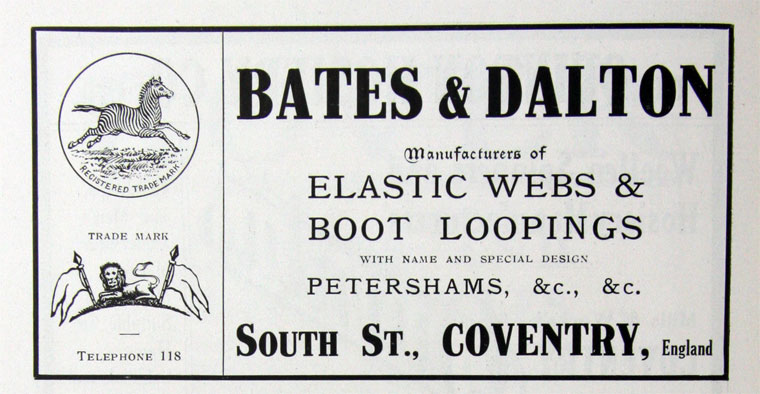 REGISTERED TRADE MARK
TRADE MARK
TELEPHONE 118
BATES & DALTON
Manufacturers of
ELASTIC WEBS &
BOOT LOOPINGS
WITH NAME AND SPECIAL DESIGN
PETERSHAMS, &c., &c.
SOUTH ST., COVENTRY, England